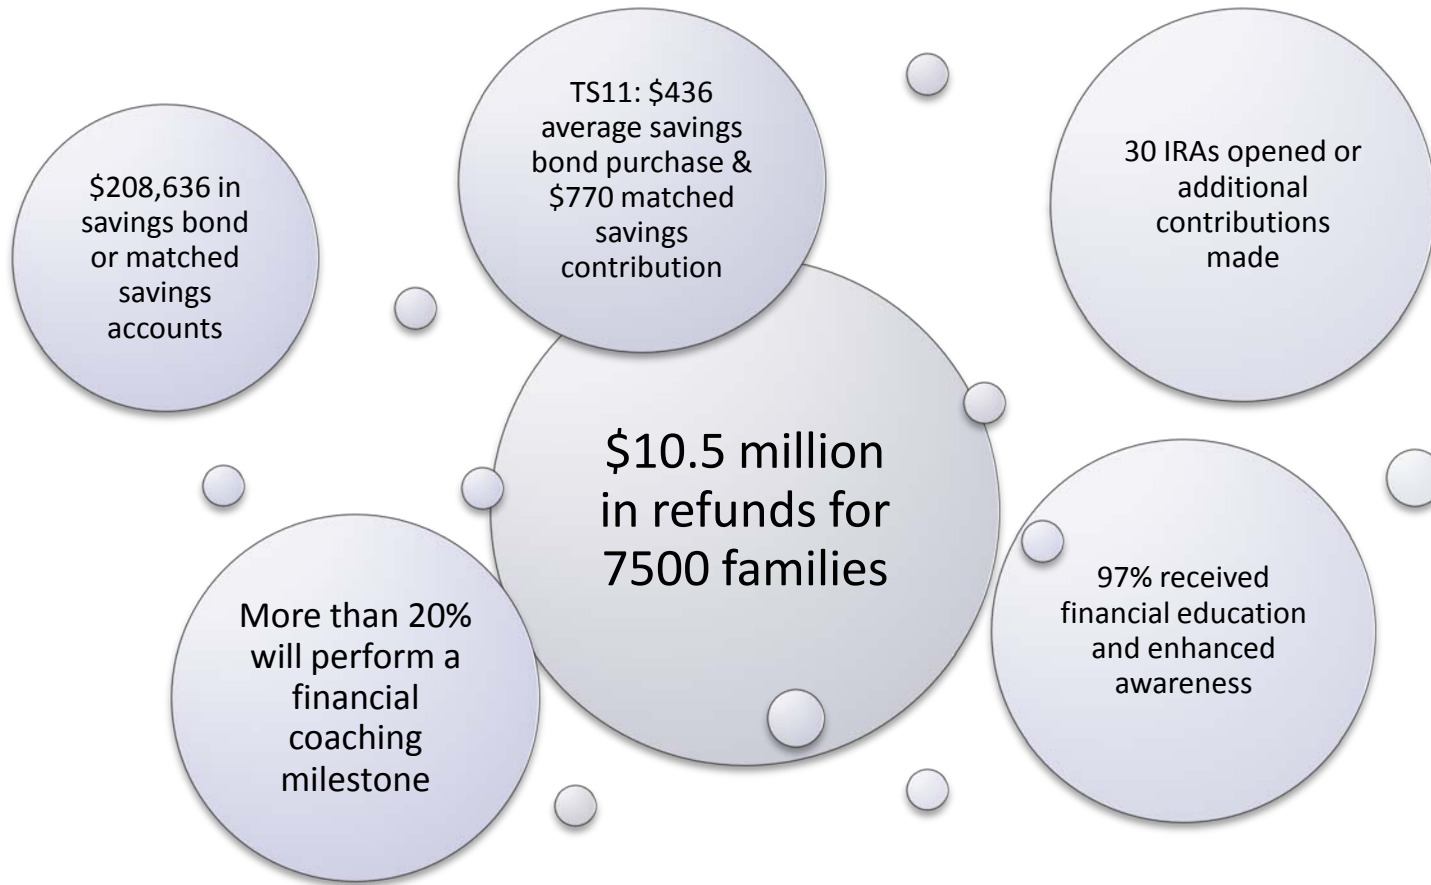 $208,636 in
savings bond
or matched
savings
accounts
TS11: $436
average savings
bond purchase &
$770 matched
savings
contribution
30 IRAs opened or
additional
contributions
made
$10.5 million
in refunds for
7500 families
More than 20%
will perform a
financial
coaching
milestone
97% received
financial education
and enhanced
awareness